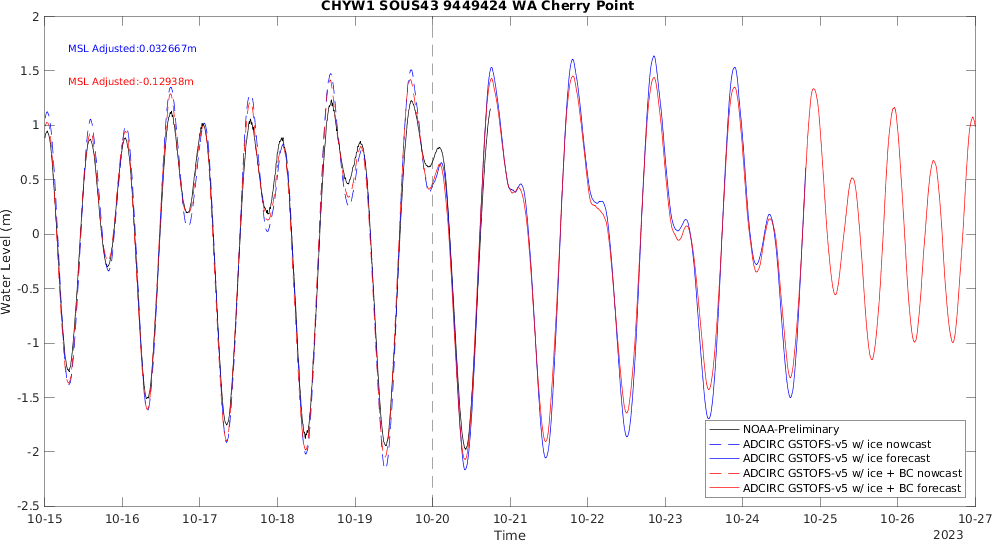 CHYW1 SOUS43 9449424 WA Cherry Point
MSL Adjusted:0.032667m
MSL Adjusted:-0.12938m
Water Level (m)
2
1.5
1
0.5
0
-0.5
-1
-1.5
-2
-2.5
NOAA-Preliminary
ADCIRC GSTOFS-v5 w/ ice nowcast
ADCIRC GSTOFS-v5 w/ ice forecast
ADCIRC GSTOFS-v5 w/ ice + BC nowcast
ADCIRC GSTOFS-v5 w/ ice + BC forecast
10-15 10-16 10-17 10-18 10-19 10-20 10-21 10-22 10-23 10-24 10-25 10-26 10-27
Time
2023